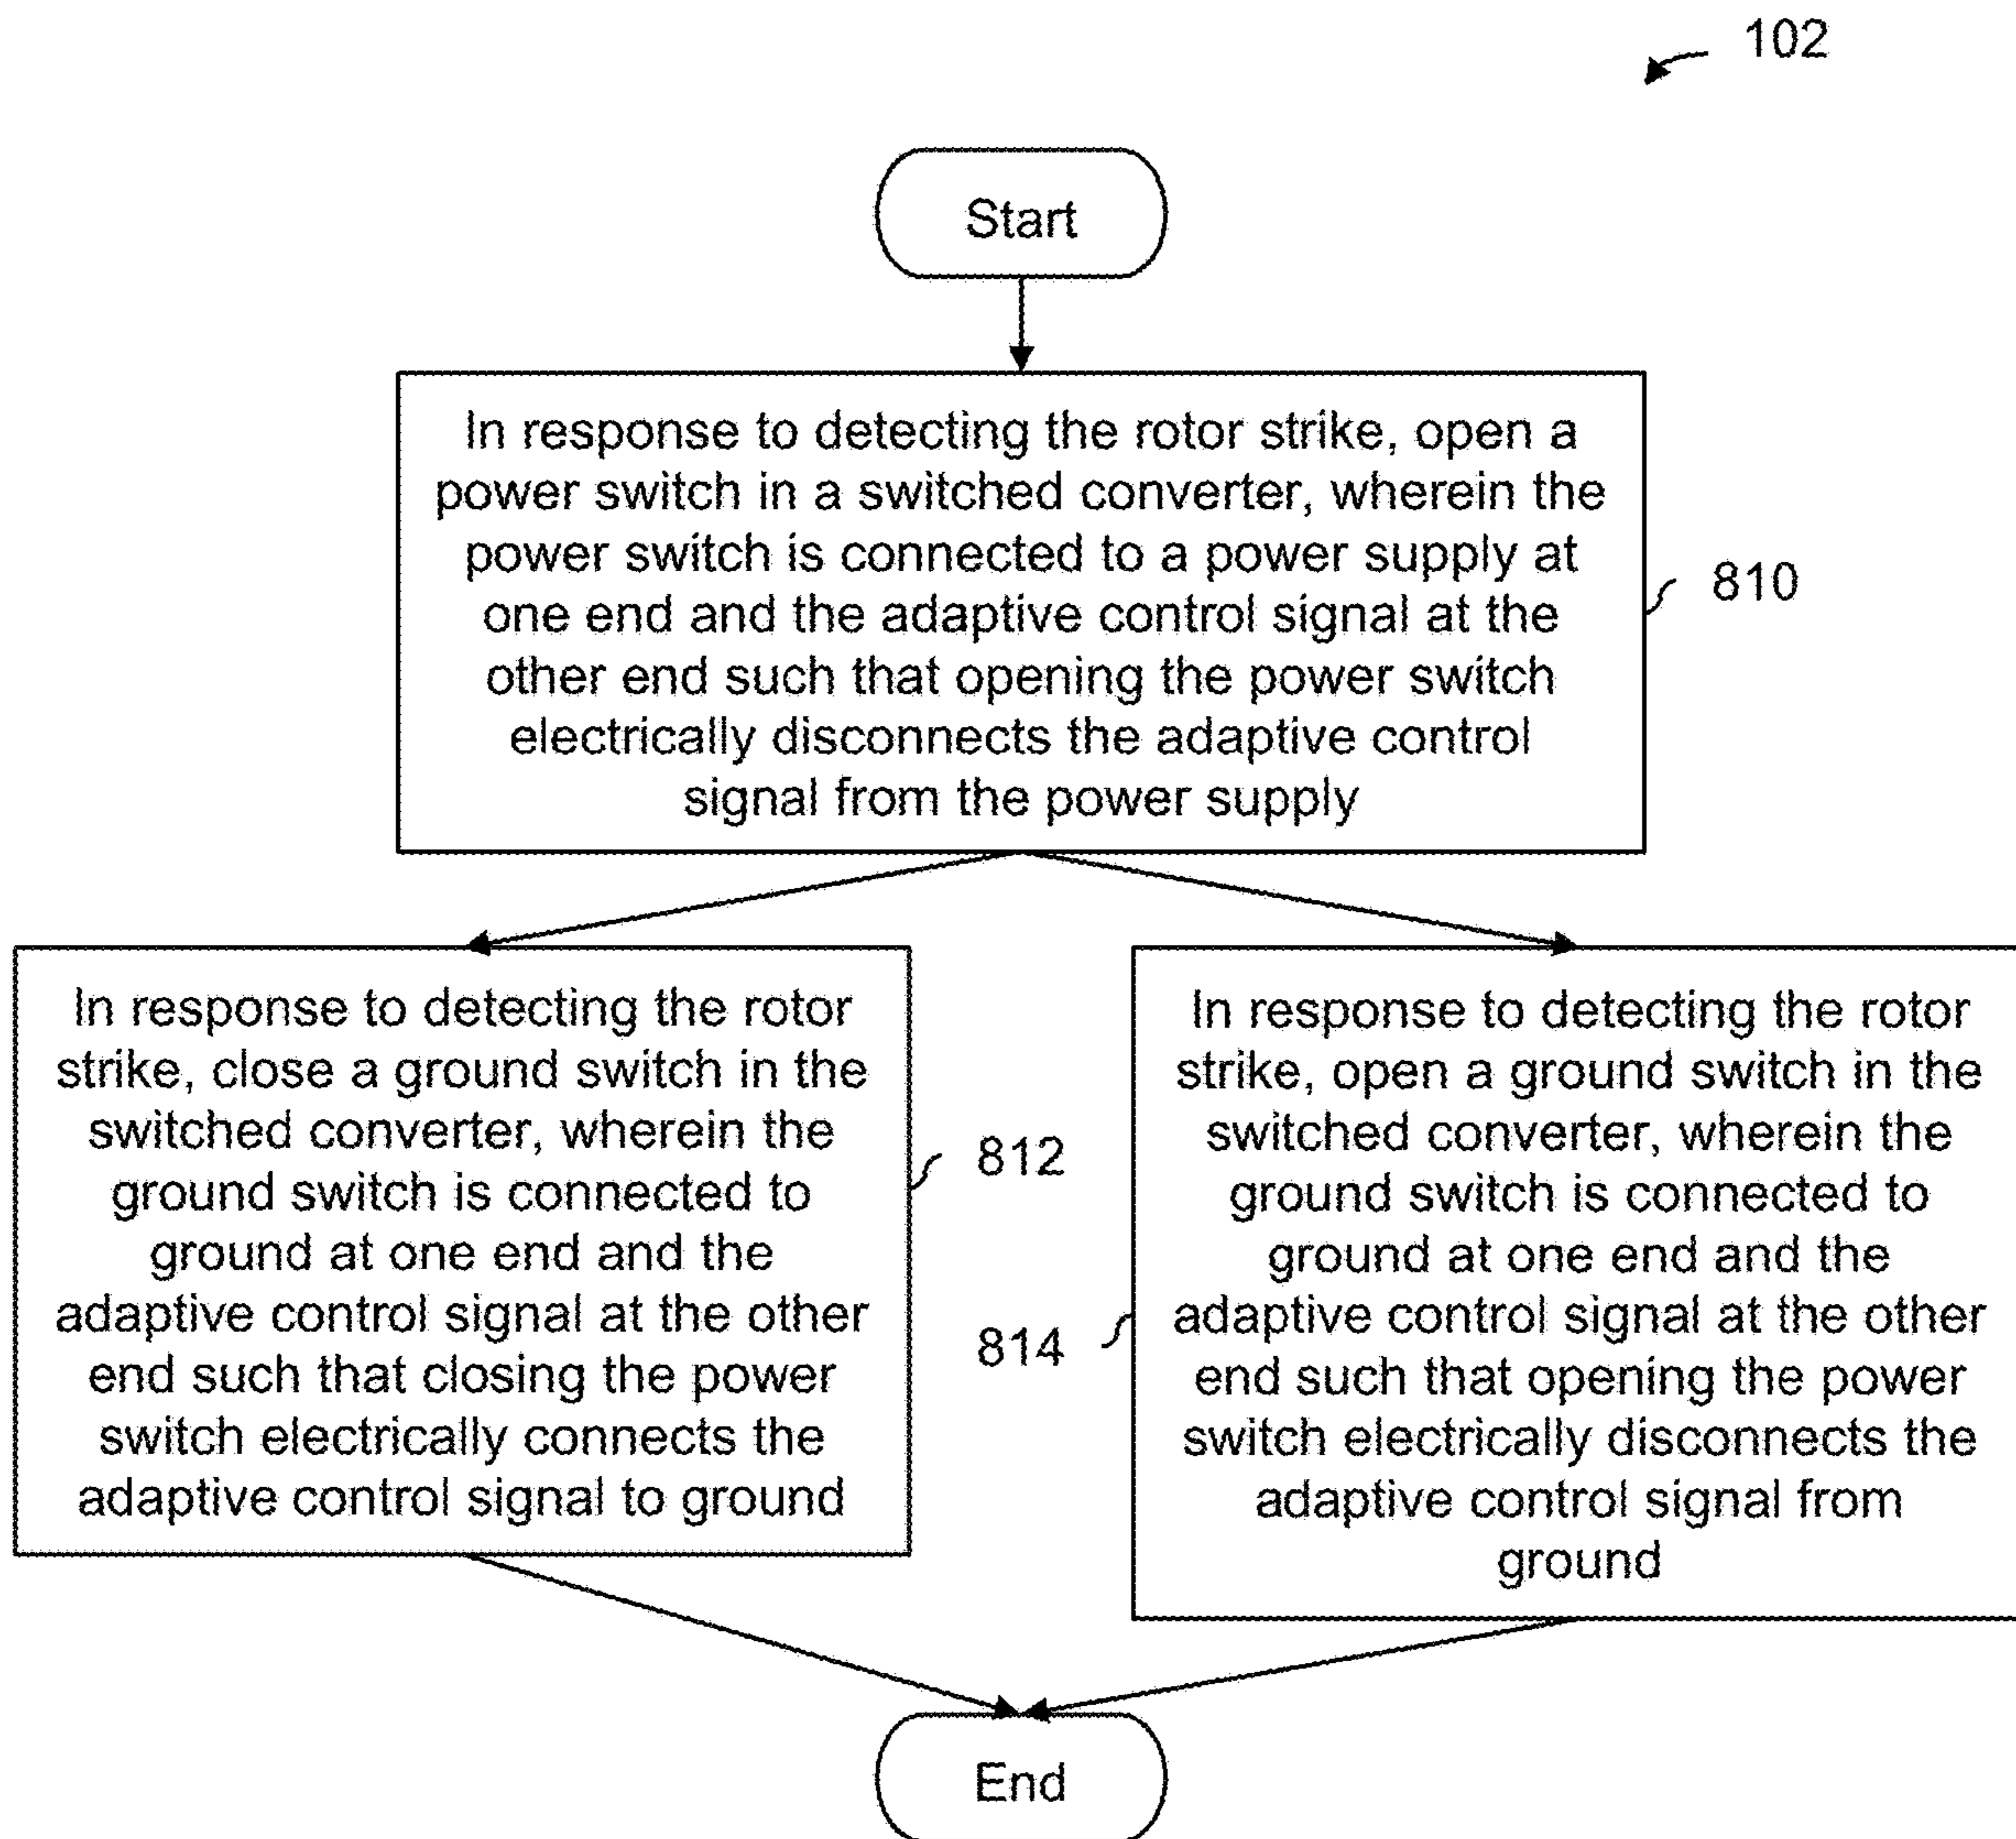 102
Start
In response to detecting the rotor strike, open a
power switch in a switched converter, wherein the
power switch is connected to a power supply at
one end and the adaptive control signal at the
other end such that opening the power switch
electrically disconnects the adaptive control
signal from the power supply
810
In response to detecting the rotor
strike, close a ground switch in the
switched converter, wherein the
ground switch is connected to
ground at one end and the
adaptive control signal at the other
end such that closing the power
switch electrically connects the
adaptive control signal to ground
812
In response to detecting the rotor
strike, open a ground switch in the
switched converter, wherein the
ground switch is connected to
ground at one end and the
adaptive control signal at the other
end such that opening the power
switch electrically disconnects the
adaptive control signal from
ground
814
End